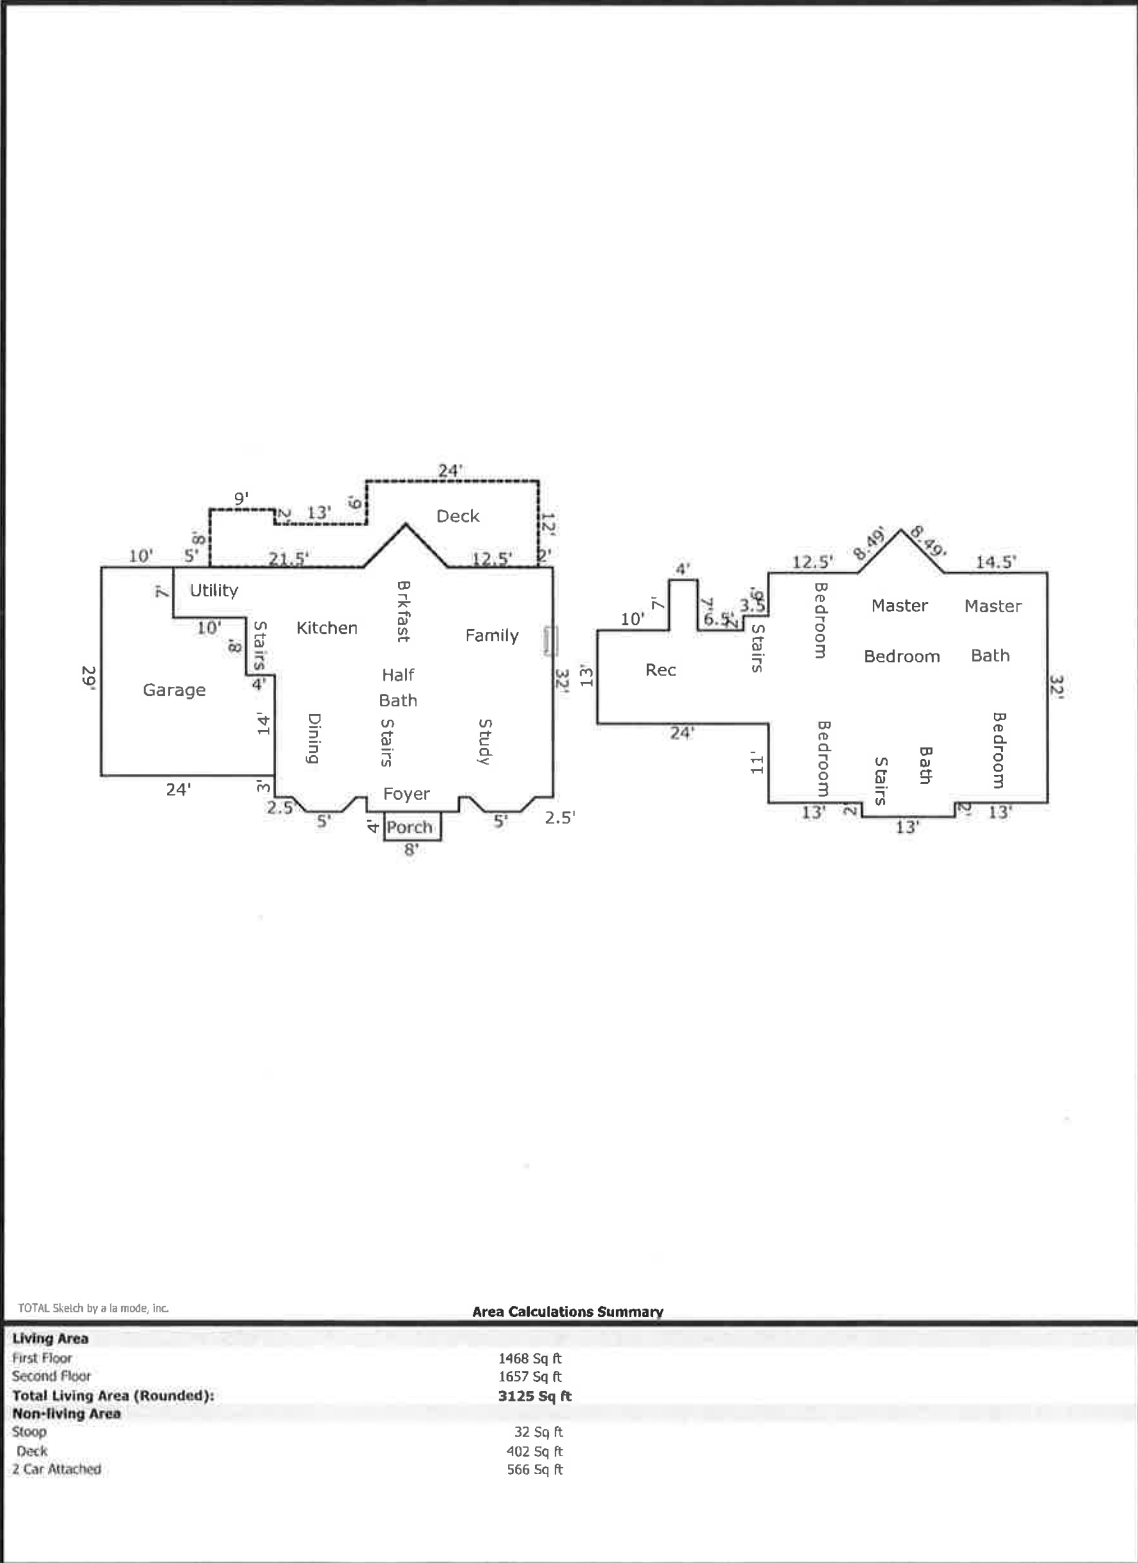 24'
9'
2'
13'
6'
Deck
12'
8'
10'
5'
21.5'
12.5'
2'
7'
Utility
Brkfast
10'
Kitchen
Family
8'
Stairs
4'
Half
Bath
29'
Garage
32'
14'
Dining
Stairs
Study
24'
3'
Foyer
2.5'
5'
4'
Porch
5'
2.5'
8'
8.49'
8.49'
4'
12.5'
14.5'
7'
7'
6'
3.5'
Bedroom
Master
Master
10'
6.5'
2'
Stairs
Bedroom
Bath
13'
Rec
32'
24'
11'
Bedroom
Stairs
Bath
Bedroom
13'
2'
13'
2'
13'
TOTAL Sketch by a la mode, inc.
Area Calculations Summary
Living Area
First Floor 1468 Sq ft
Second Floor 1657 Sq ft
Total Living Area (Rounded): 3125 Sq ft
Non-living Area
Stoop 32 Sq ft
Deck 402 Sq ft
2 Car Attached 566 Sq ft